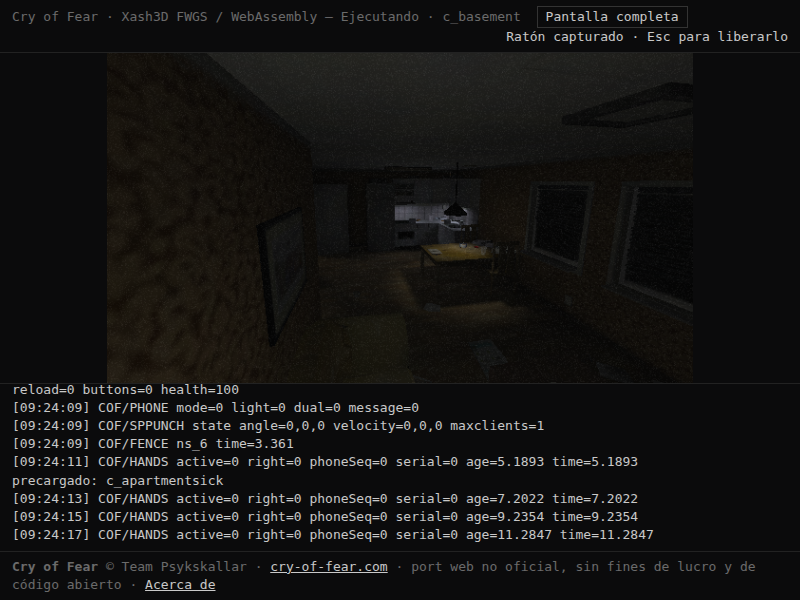 Cry of Fear · Xash3D FWGS / WebAssembly — Ejecutando · c_basement
Pantalla completa
Ratón capturado · Esc para liberarlo
reload=0 buttons=0 health=100
[09:24:09] COF/PHONE mode=0 light=0 dual=0 message=0
[09:24:09] COF/SPPUNCH state angle=0,0,0 velocity=0,0,0 maxclients=1
[09:24:09] COF/FENCE ns_6 time=3.361
[09:24:11] COF/HANDS active=0 right=0 phoneSeq=0 serial=0 age=5.1893 time=5.1893
precargado: c_apartmentsick
[09:24:13] COF/HANDS active=0 right=0 phoneSeq=0 serial=0 age=7.2022 time=7.2022
[09:24:15] COF/HANDS active=0 right=0 phoneSeq=0 serial=0 age=9.2354 time=9.2354
[09:24:17] COF/HANDS active=0 right=0 phoneSeq=0 serial=0 age=11.2847 time=11.2847
Cry of Fear © Team Psykskallar · cry-of-fear.com · port web no oficial, sin fines de lucro y de
código abierto · Acerca de